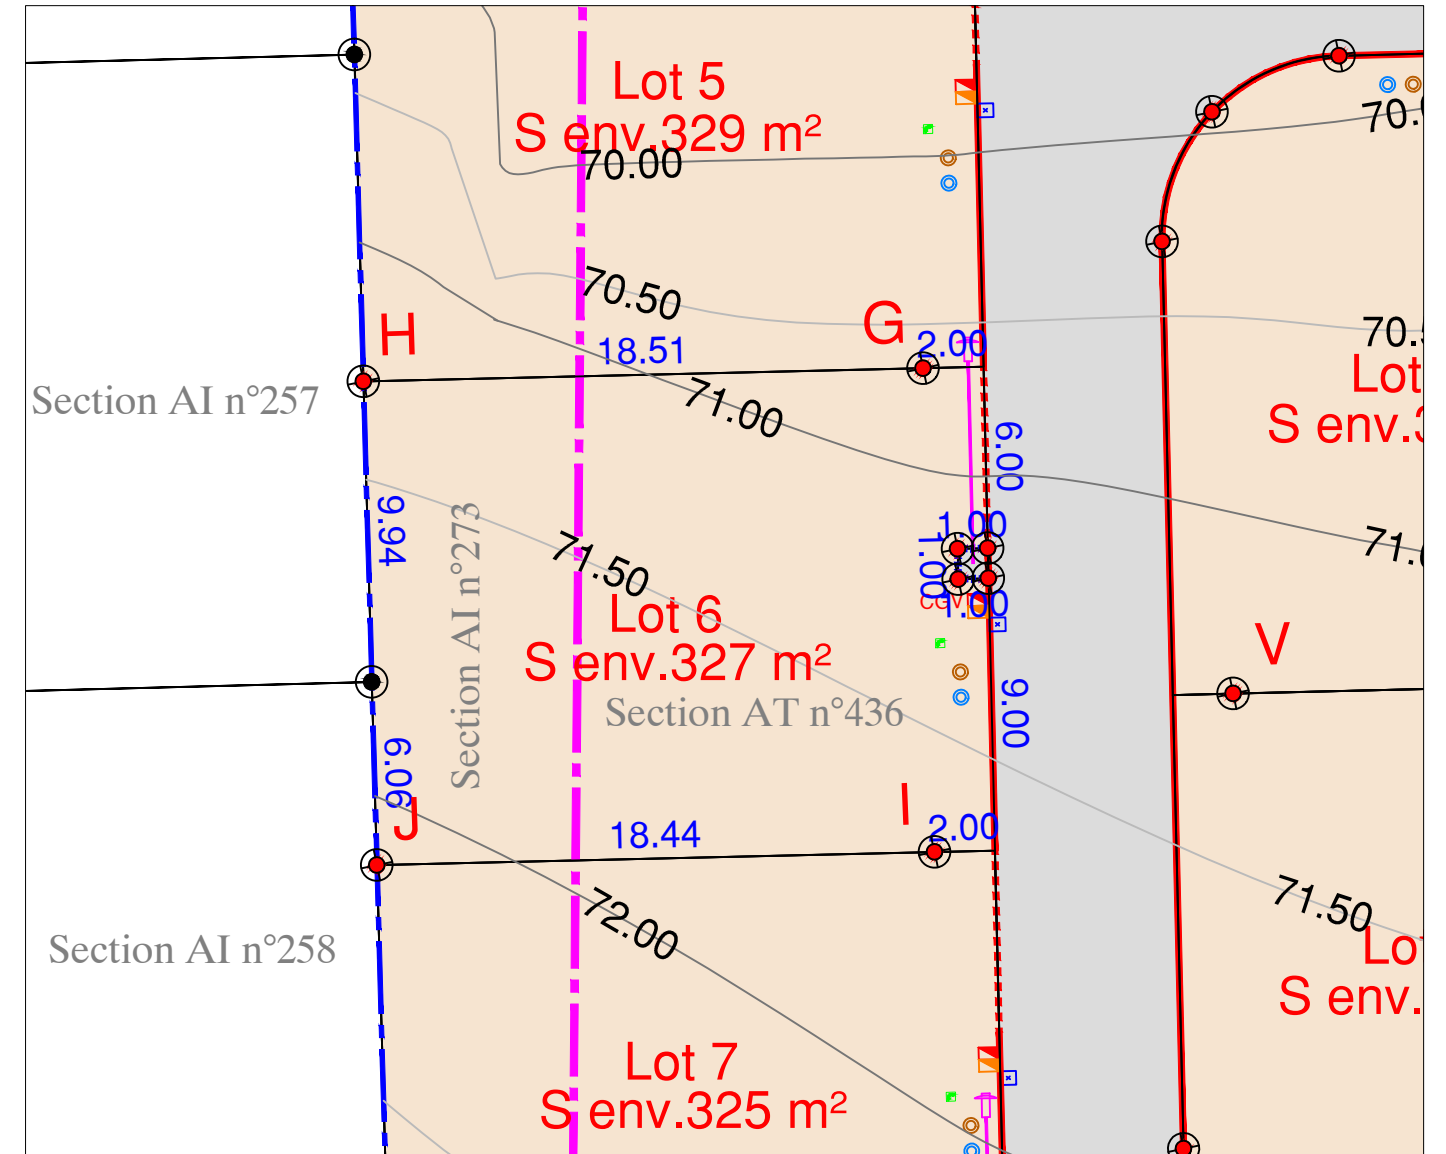 Lot 5
S env.329 m²
70.00
70.50
H
18.51
G
2.00
71.00
Section AI n°257
6.00
9.94
Section AI n°273
71.50
1.00
1.00
CGV
1.00
Lot 6
S env.327 m²
Section AT n°436
9.00
V
6.06
J
18.44
I
2.00
72.00
Section AI n°258
Lot 7
S env.325 m²
71.50
Lot
S env.